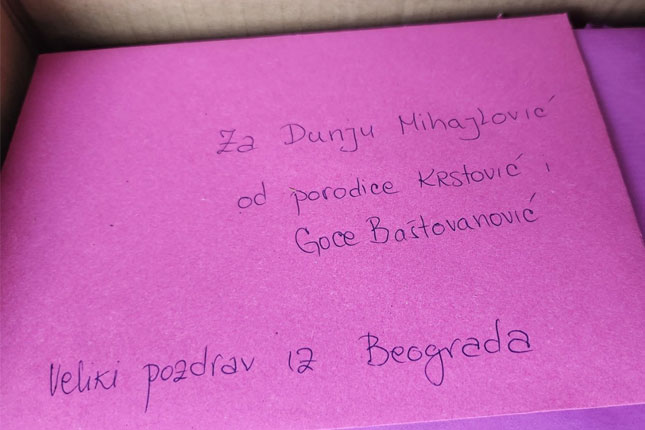 Za Dunju Mihajlović
od porodice Krstović i
Goce Baštovanović
Veliki pozdrav iz Beograda